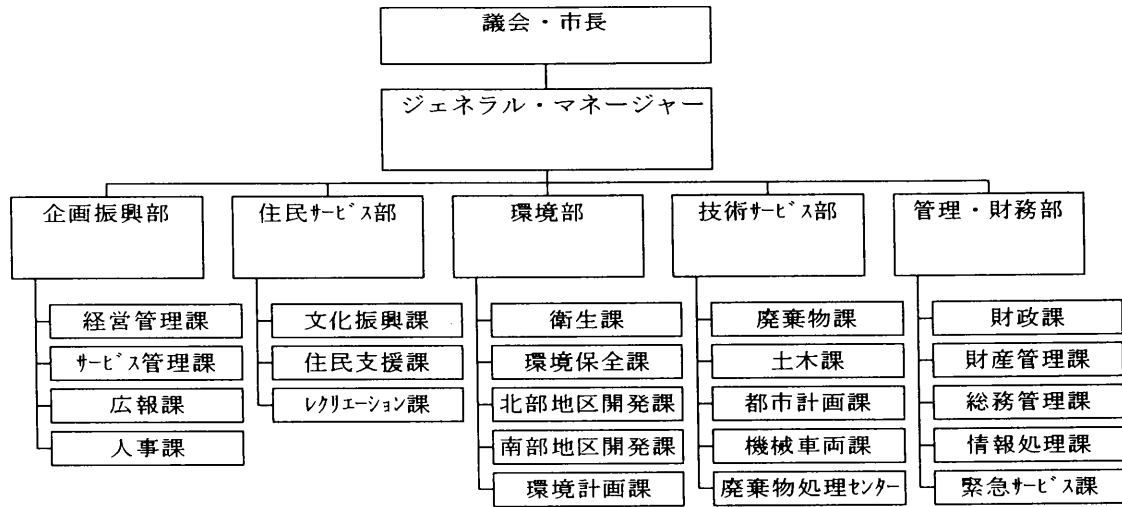 議会・市長
ジェネラル・マネージャー
企画振興部
住民ｻｰﾋﾞｽ部
環境部
技術ｻｰﾋﾞｽ部
管理・財務部
経営管理課
ｻｰﾋﾞｽ管理課
広報課
人事課
文化振興課
住民支援課
ﾚｸﾘｴｰｼｮﾝ課
衛生課
環境保全課
北部地区開発課
南部地区開発課
環境計画課
廃棄物課
土木課
都市計画課
機械車両課
廃棄物処理ｾﾝﾀｰ
財政課
財産管理課
総務管理課
情報処理課
緊急ｻｰﾋﾞｽ課